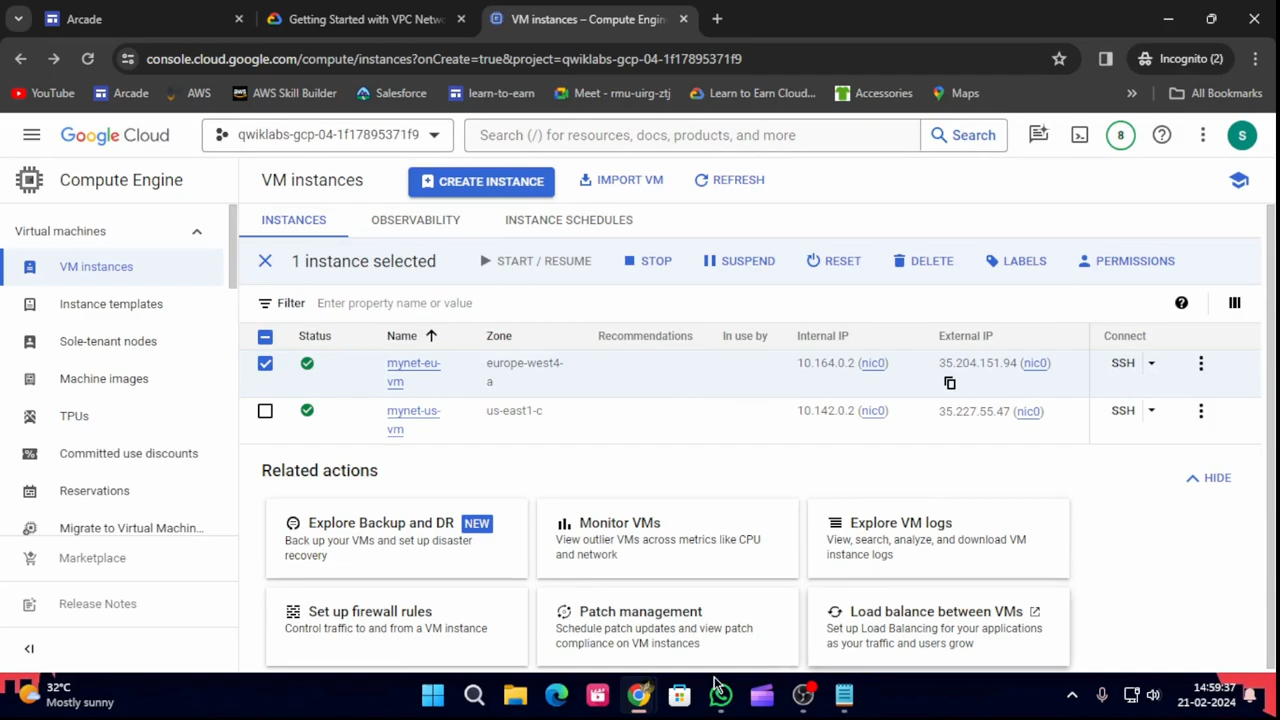 Arcade
Getting Started with VPC Netw
VM instances – Compute Engin
console.cloud.google.com/compute/instances?onCreate=true&project=qwiklabs-gcp-04-1f17895371f9
Incognito (2)
YouTube
Arcade
AWS
AWS Skill Builder
Salesforce
learn-to-earn
Meet - rmu-uirg-ztj
Learn to Earn Cloud...
Accessories
Maps
All Bookmarks
Google Cloud
qwiklabs-gcp-04-1f17895371f9
Search (/) for resources, docs, products, and more
Search
8
S
Compute Engine
VM instances
CREATE INSTANCE
IMPORT VM
REFRESH
Virtual machines
INSTANCES
OBSERVABILITY
INSTANCE SCHEDULES
VM instances
1 instance selected
START / RESUME
STOP
SUSPEND
RESET
DELETE
LABELS
PERMISSIONS
Instance templates
Filter
Enter property name or value
Sole-tenant nodes
Status
Name
Zone
Recommendations
In use by
Internal IP
External IP
Connect
Machine images
mynet-eu-
vm
europe-west4-
a
10.164.0.2 (nic0)
35.204.151.94 (nic0)
SSH
TPUs
mynet-us-
vm
us-east1-c
10.142.0.2 (nic0)
35.227.55.47 (nic0)
SSH
Committed use discounts
Related actions
HIDE
Reservations
Migrate to Virtual Machin...
Explore Backup and DR
NEW
Back up your VMs and set up disaster
recovery
Monitor VMs
View outlier VMs across metrics like CPU
and network
Explore VM logs
View, search, analyze, and download VM
instance logs
Marketplace
Release Notes
Set up firewall rules
Control traffic to and from a VM instance
Patch management
Schedule patch updates and view patch
compliance on VM instances
Load balance between VMs
Set up Load Balancing for your applications
as your traffic and users grow
32°C
Mostly sunny
14:59:37
21-02-2024